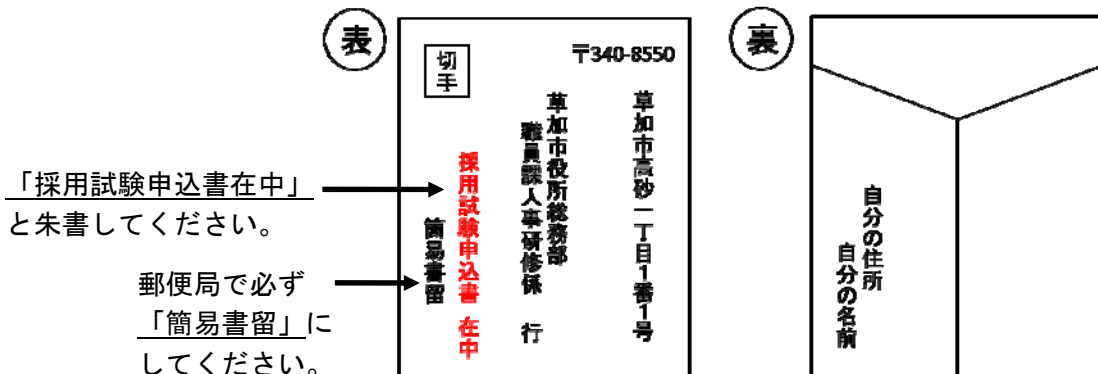 表
切手
〒340-8550
草加市高砂一丁目1番1号
草加市役所総務部
職員課人事研修係 行
採用試験申込書 在中
簡易書留
「採用試験申込書在中」
と朱書してください。
郵便局で必ず
「簡易書留」に
してください。
裏
自分の住所
自分の名前